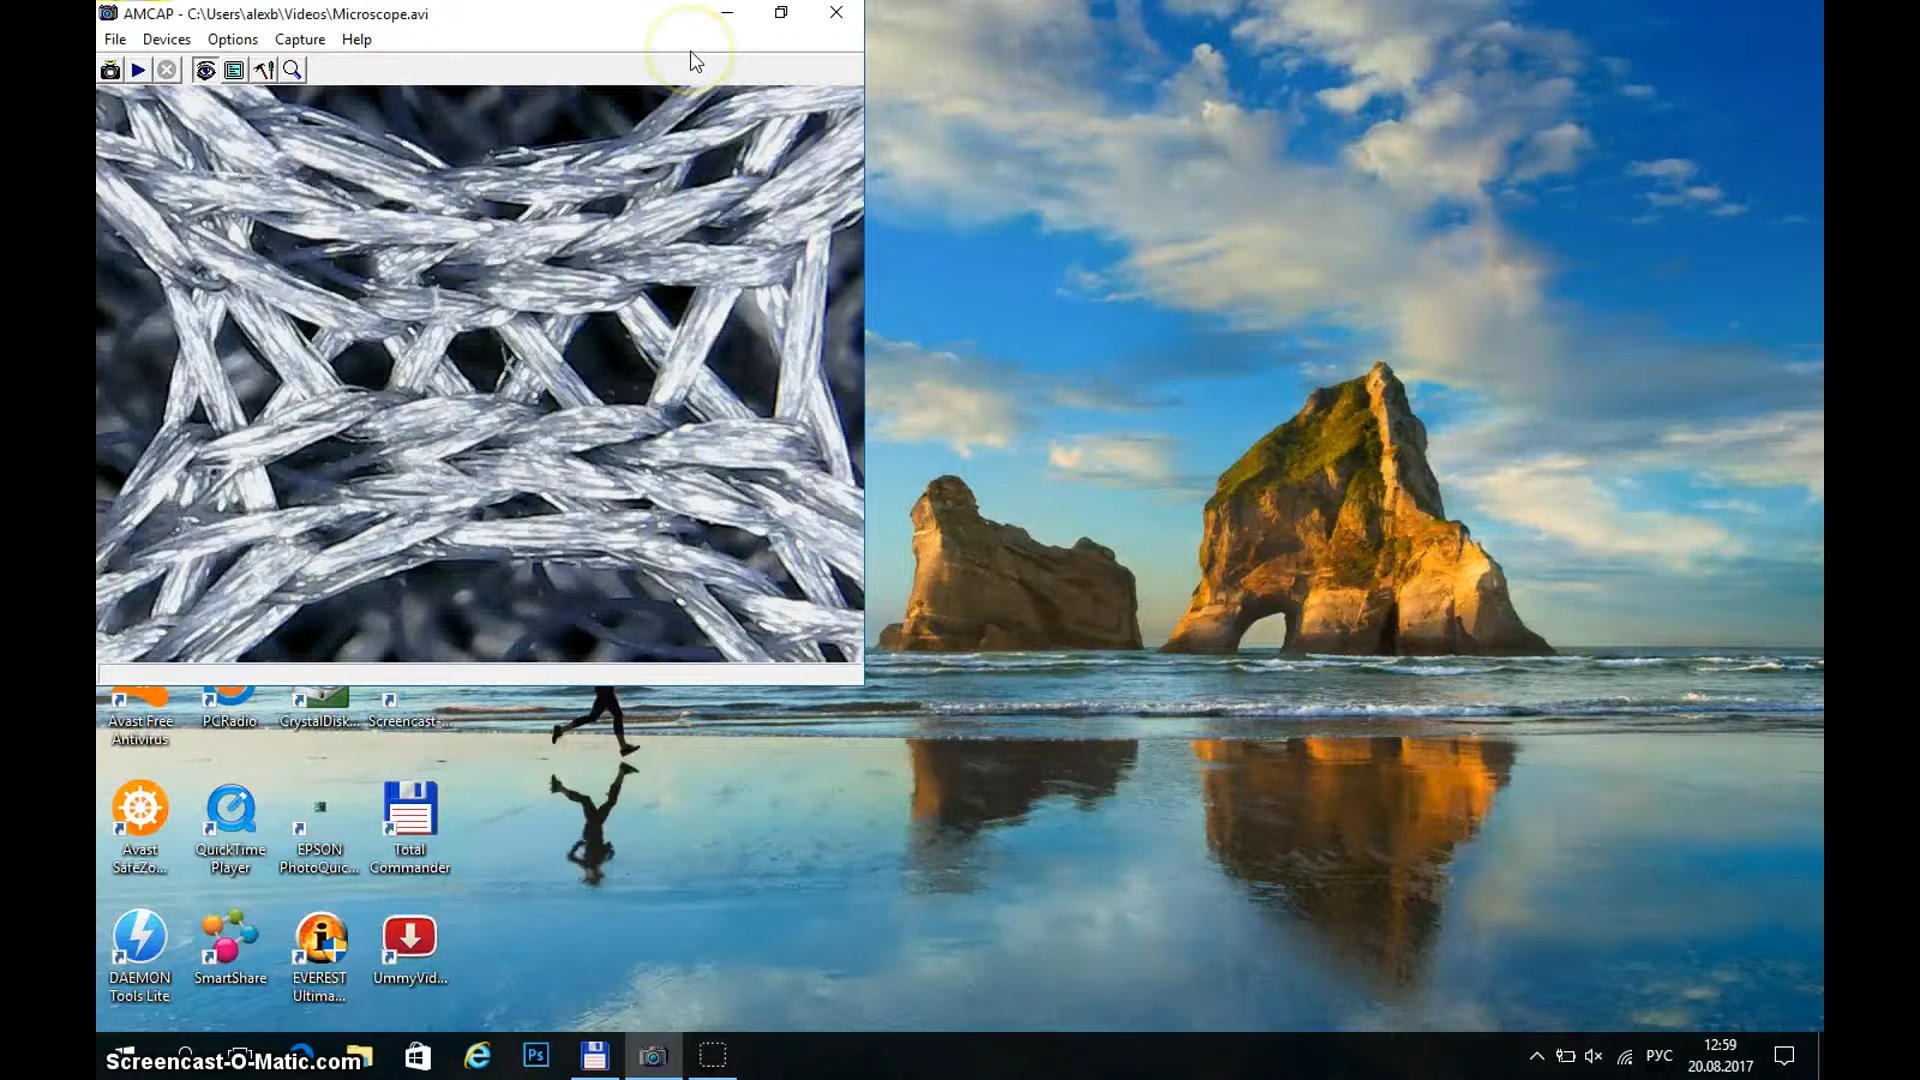 AMCAP - C:\Users\alexb\Videos\Microscope.avi
File Devices Options Capture Help
Avast Free
Antivirus
PCRadio
CrystalDisk...
Screencast-...
Avast
SafeZo...
QuickTime
Player
EPSON
PhotoQuic...
Total
Commander
DAEMON
Tools Lite
SmartShare
EVEREST
Ultima...
UmmyVid...
Ps
Screencast-O-Matic.com
РУС
12:59
20.08.2017